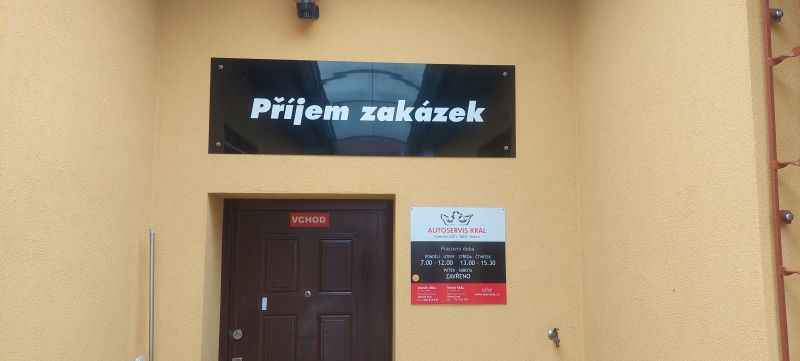 Příjem zakázek
VCHOD
AUTOSERVIS KRÁL
Pracovní doba
PONDĚLÍ - ÚTERÝ - STŘEDA - ČTVRTEK
7.00 - 12.00 13.00 - 15.30
PÁTEK - SOBOTA
ZAVŘENO